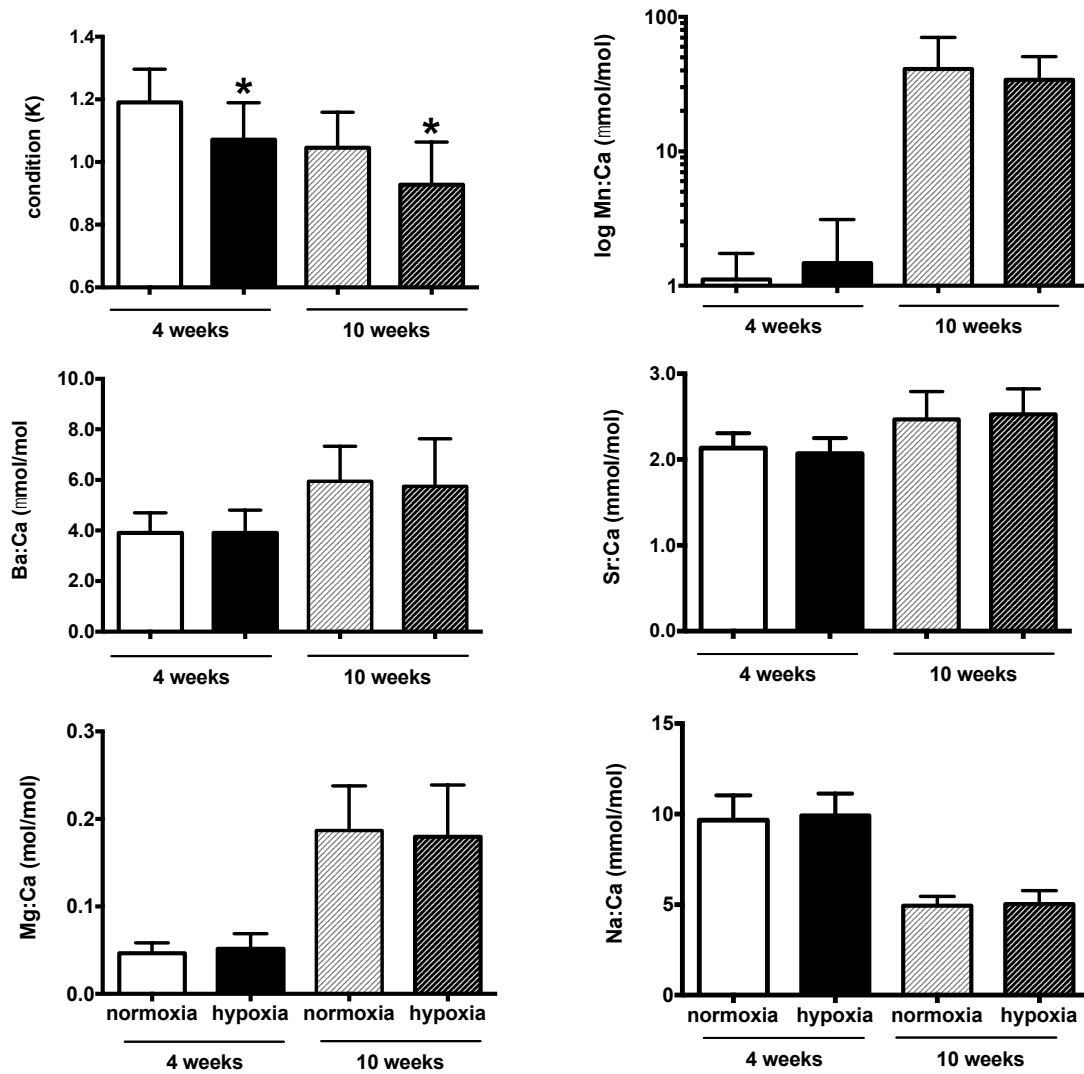 condition (K)
1.4
1.2
1.0
0.8
0.6
*
*
4 weeks 10 weeks
log Mn:Ca (mmol/mol)
100
10
1
4 weeks 10 weeks
Ba:Ca (mmol/mol
10.0
8.0
6.0
4.0
2.0
0.0
4 weeks 10 weeks
Sr:Ca (mmol/mol)
3.0
2.0
1.0
0.0
4 weeks 10 weeks
Mg:Ca (mol/mol)
0.3
0.2
0.1
0.0
normoxia hypoxia normoxia hypoxia
4 weeks 10 weeks
Na:Ca (mmol/mol)
15
10
5
0
normoxia hypoxia normoxia hypoxia
4 weeks 10 weeks